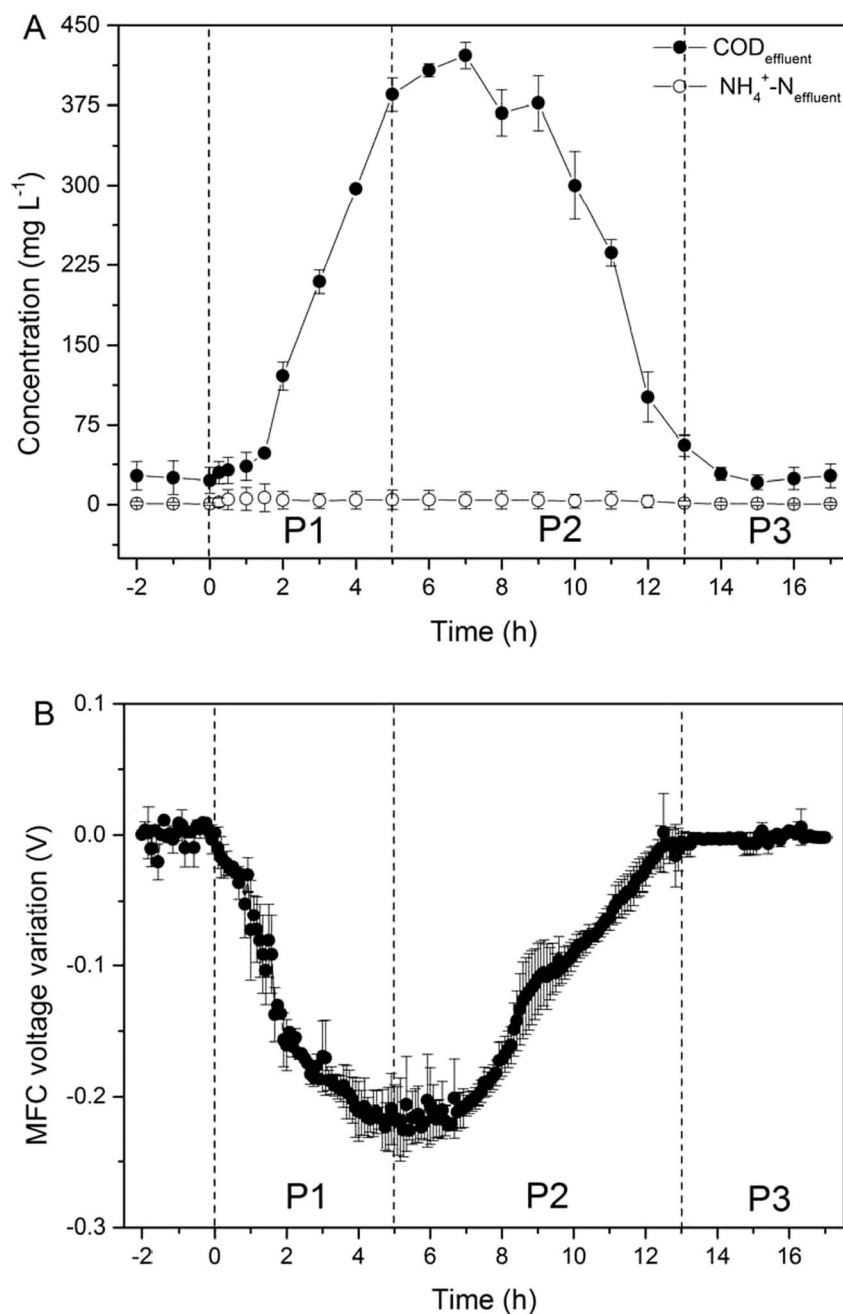 A
450
375
300
225
150
75
0
Concentration (mg L⁻¹)
COD effluent
NH₄⁺-N effluent
P1 P2 P3
-2 0 2 4 6 8 10 12 14 16
Time (h)
B
0.1
0.0
-0.1
-0.2
-0.3
MFC voltage variation (V)
P1 P2 P3
-2 0 2 4 6 8 10 12 14 16
Time (h)